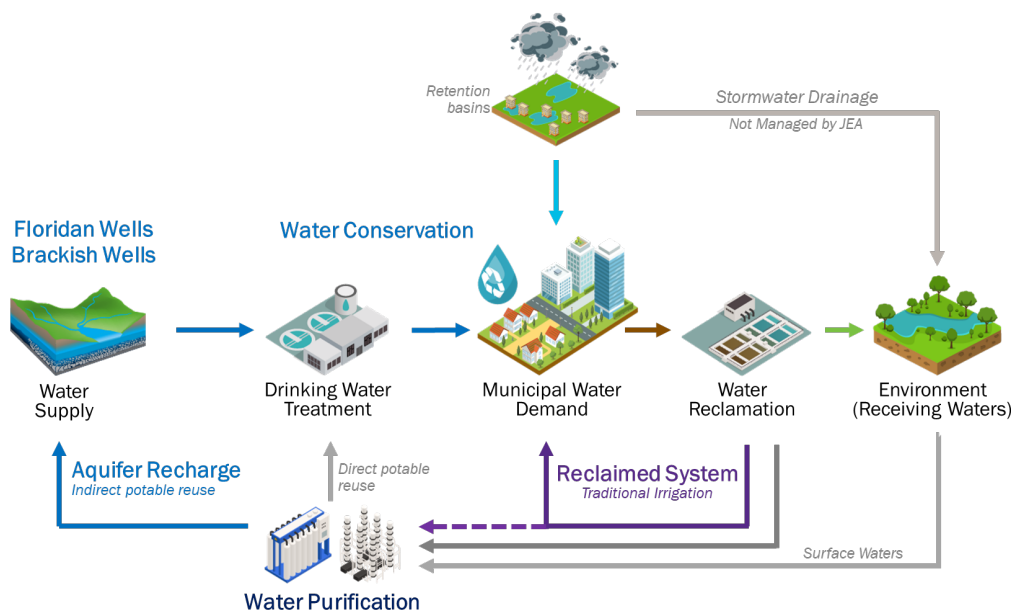 Retention
basins
Stormwater Drainage
Not Managed by JEA
Floridan Wells
Brackish Wells
Water Conservation
Water
Supply
Drinking Water
Treatment
Municipal Water
Demand
Water
Reclamation
Environment
(Receiving Waters)
Aquifer Recharge
Indirect potable reuse
Direct potable
reuse
Reclaimed System
Traditional Irrigation
Surface Waters
Water Purification